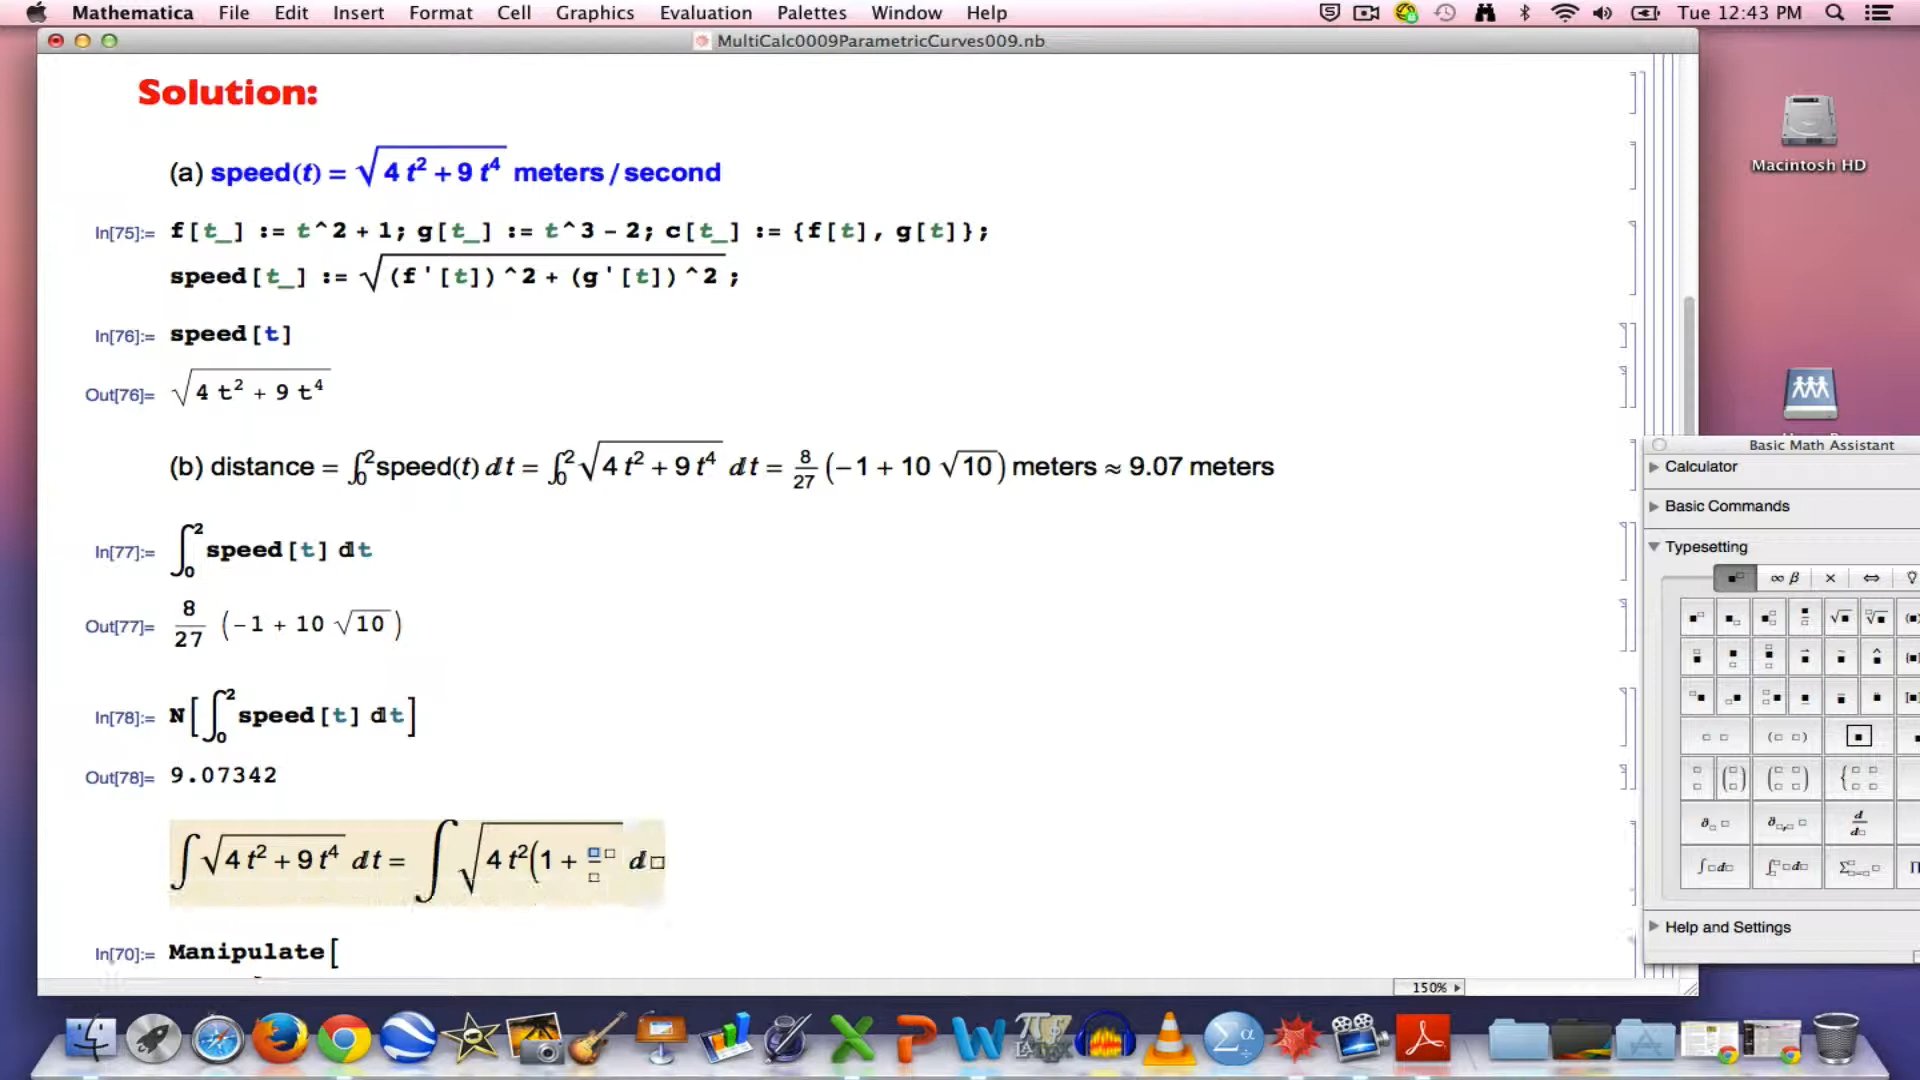 Mathematica File Edit Insert Format Cell Graphics Evaluation Palettes Window Help Tue 12:43 PM
MultiCalc0009ParametricCurves009.nb
Solution:
(a) speed(t) = √(4 t² + 9 t⁴) meters / second
In[75]:= f[t_] := t^2 + 1; g[t_] := t^3 - 2; c[t_] := {f[t], g[t]};
speed[t_] := √((f'[t])^2 + (g'[t])^2) ;
In[76]:= speed[t]
Out[76]= √(4 t² + 9 t⁴)
(b) distance = ∫₀² speed(t) ⅆt = ∫₀² √(4 t² + 9 t⁴) ⅆt = 8/27 (−1 + 10 √10) meters ≈ 9.07 meters
In[77]:= ∫₀² speed[t] ⅆt
Out[77]= 8/27 (-1 + 10 √10)
In[78]:= N[∫₀² speed[t] ⅆt]
Out[78]= 9.07342
∫√(4 t² + 9 t⁴) ⅆt = ∫√(4 t²(1 + □/□ □) ⅆ□
In[70]:= Manipulate[
150%
Macintosh HD
Basic Math Assistant
Calculator
Basic Commands
Typesetting
Help and Settings